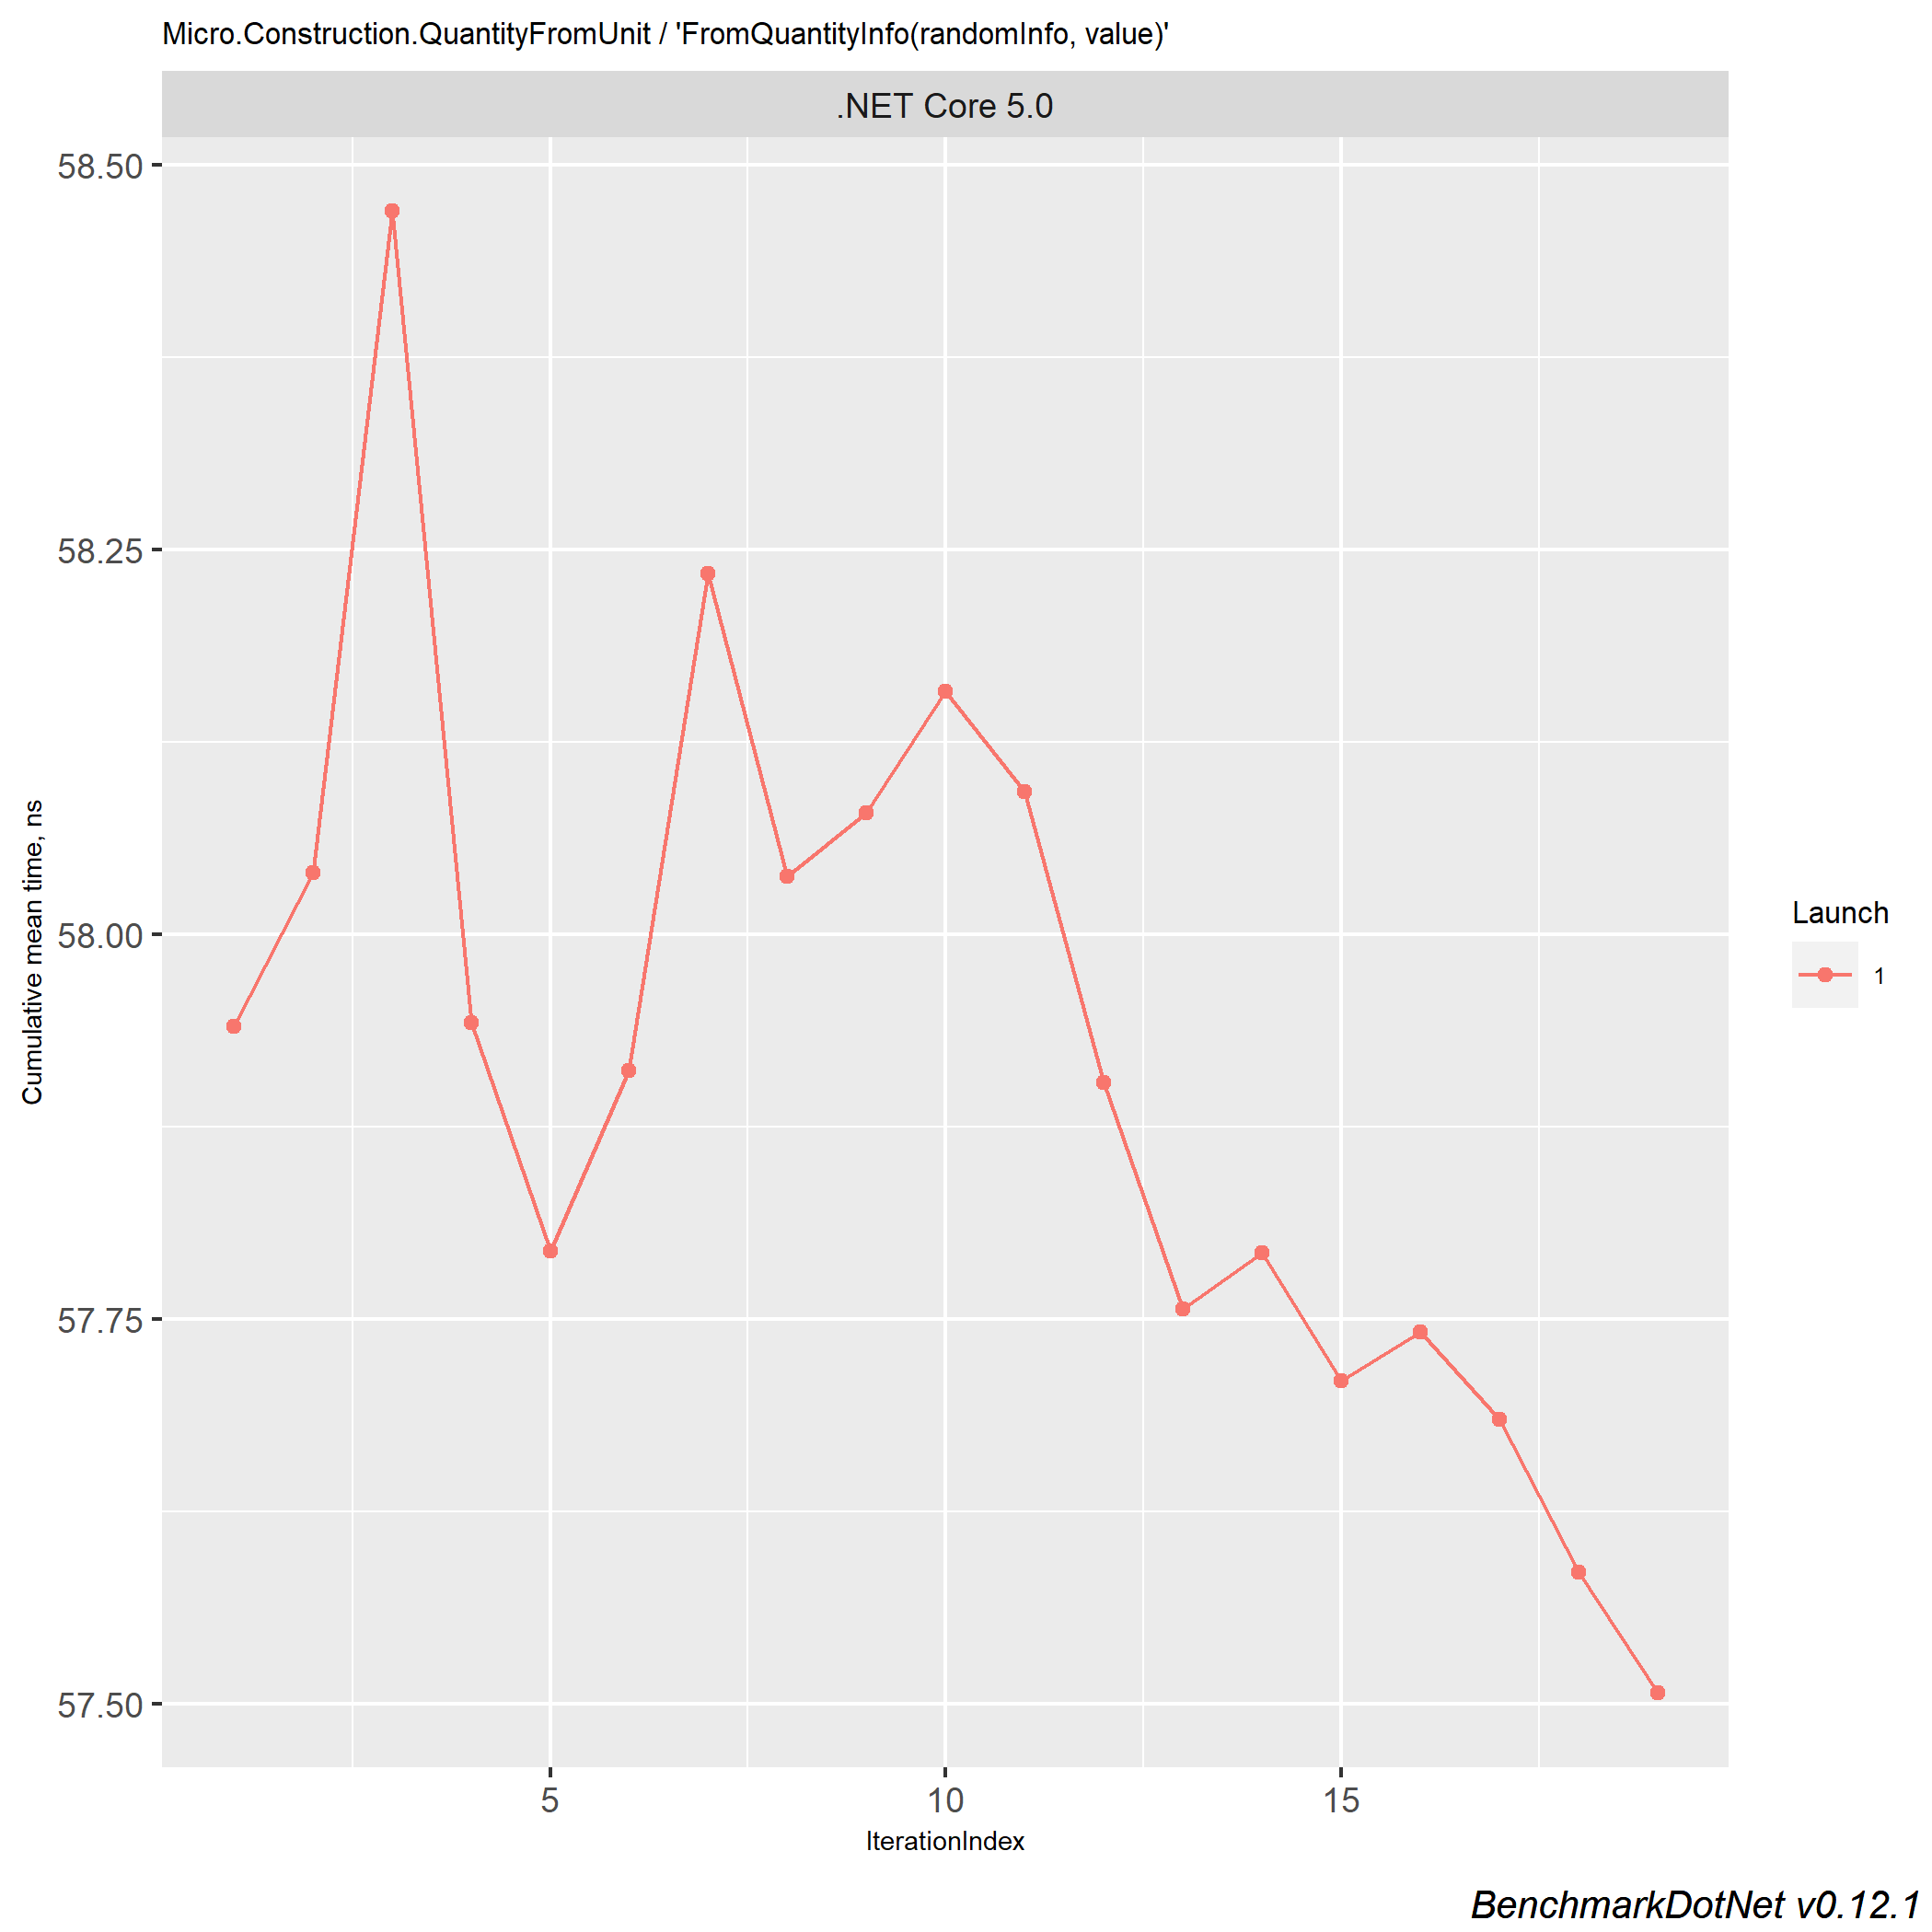 Micro.Construction.QuantityFromUnit / 'FromQuantityInfo(randomInfo, value)'
.NET Core 5.0
58.50
58.25
58.00
57.75
57.50
Cumulative mean time, ns
5
10
15
IterationIndex
Launch
1
BenchmarkDotNet v0.12.1